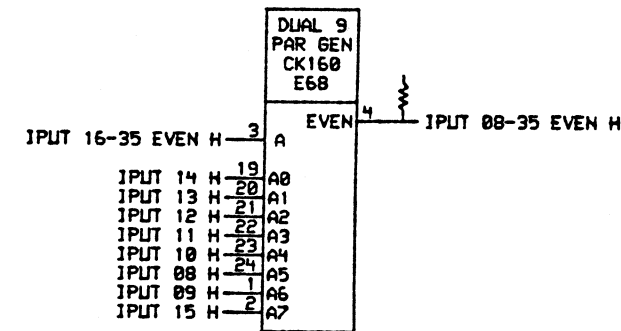 DUAL 9
PAR GEN
CK160
E68
EVEN 4 IPUT 08-35 EVEN H
IPUT 16-35 EVEN H 3 A
IPUT 14 H 19 A0
IPUT 13 H 20 A1
IPUT 12 H 21 A2
IPUT 11 H 22 A3
IPUT 10 H 23 A4
IPUT 08 H 24 A5
IPUT 09 H 1 A6
IPUT 15 H 2 A7